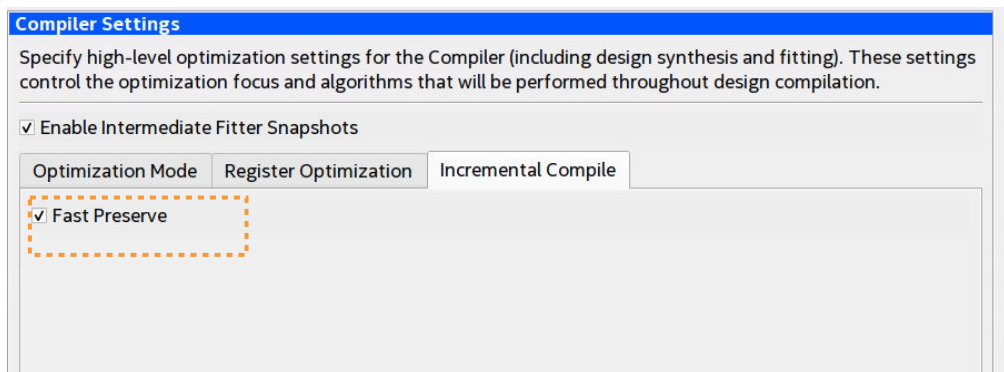 Compiler Settings
Specify high-level optimization settings for the Compiler (including design synthesis and fitting). These settings
control the optimization focus and algorithms that will be performed throughout design compilation.
Enable Intermediate Fitter Snapshots
Optimization Mode Register Optimization Incremental Compile
Fast Preserve